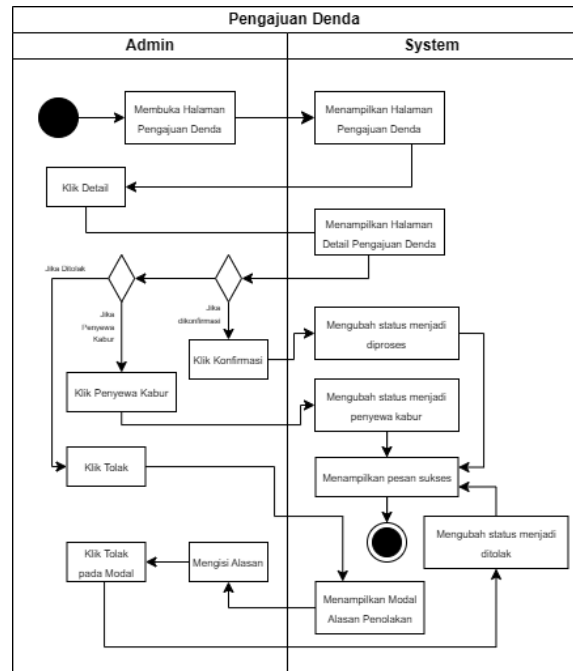 Pengajuan Denda
Admin
System
Membuka Halaman
Pengajuan Denda
Menampilkan Halaman
Pengajuan Denda
Klik Detail
Menampilkan Halaman
Detail Pengajuan Denda
Jika Ditolak
Jika
Penyewa
Kabur
Jika
dikonfirmasi
Klik Konfirmasi
Mengubah status menjadi
diproses
Klik Penyewa Kabur
Mengubah status menjadi
penyewa kabur
Klik Tolak
Menampilkan pesan sukses
Mengubah status menjadi
ditolak
Klik Tolak
pada Modal
Mengisi Alasan
Menampilkan Modal
Alasan Penolakan